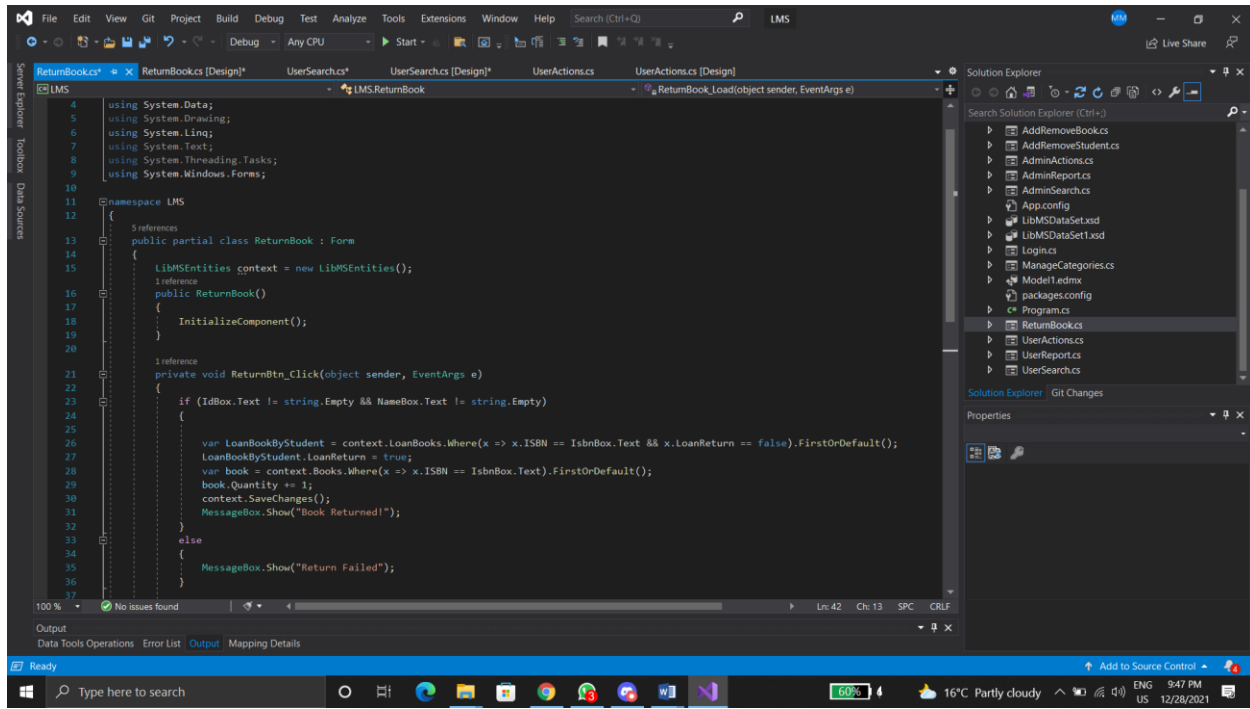 File Edit View Git Project Build Debug Test Analyze Tools Extensions Window Help Search (Ctrl+Q) LMS MM
Debug Any CPU Start Live Share
Server Explorer
Toolbox
Data Sources
ReturnBook.cs* ReturnBook.cs [Design]* UserSearch.cs* UserSearch.cs [Design]* UserActions.cs UserActions.cs [Design]
LMS LMS.ReturnBook ReturnBook_Load(object sender, EventArgs e)
4 using System.Data;
5 using System.Drawing;
6 using System.Linq;
7 using System.Text;
8 using System.Threading.Tasks;
9 using System.Windows.Forms;
10
11 namespace LMS
12 {
5 references
13 public partial class ReturnBook : Form
14 {
15 LibMSEntities context = new LibMSEntities();
1 reference
16 public ReturnBook()
17 {
18 InitializeComponent();
19 }
20
1 reference
21 private void ReturnBtn_Click(object sender, EventArgs e)
22 {
23 if (IdBox.Text != string.Empty && NameBox.Text != string.Empty)
24 {
25
26 var LoanBookByStudent = context.LoanBooks.Where(x => x.ISBN == IsbnBox.Text && x.LoanReturn == false).FirstOrDefault();
27 LoanBookByStudent.LoanReturn = true;
28 var book = context.Books.Where(x => x.ISBN == IsbnBox.Text).FirstOrDefault();
29 book.Quantity += 1;
30 context.SaveChanges();
31 MessageBox.Show("Book Returned!");
32 }
33 else
34 {
35 MessageBox.Show("Return Failed");
36 }
37
100 % No issues found Ln: 42 Ch: 13 SPC CRLF
Output
Data Tools Operations Error List Output Mapping Details
Solution Explorer
Search Solution Explorer (Ctrl+;)
AddRemoveBook.cs
AddRemoveStudent.cs
AdminActions.cs
AdminReport.cs
AdminSearch.cs
App.config
LibMSDataSet.xsd
LibMSDataSet1.xsd
Login.cs
ManageCategories.cs
Model1.edmx
packages.config
C# Program.cs
ReturnBook.cs
UserActions.cs
UserReport.cs
UserSearch.cs
Solution Explorer Git Changes
Properties
Ready Add to Source Control 4
Type here to search 3 60% 16°C Partly cloudy ENG 9:47 PM
US 12/28/2021